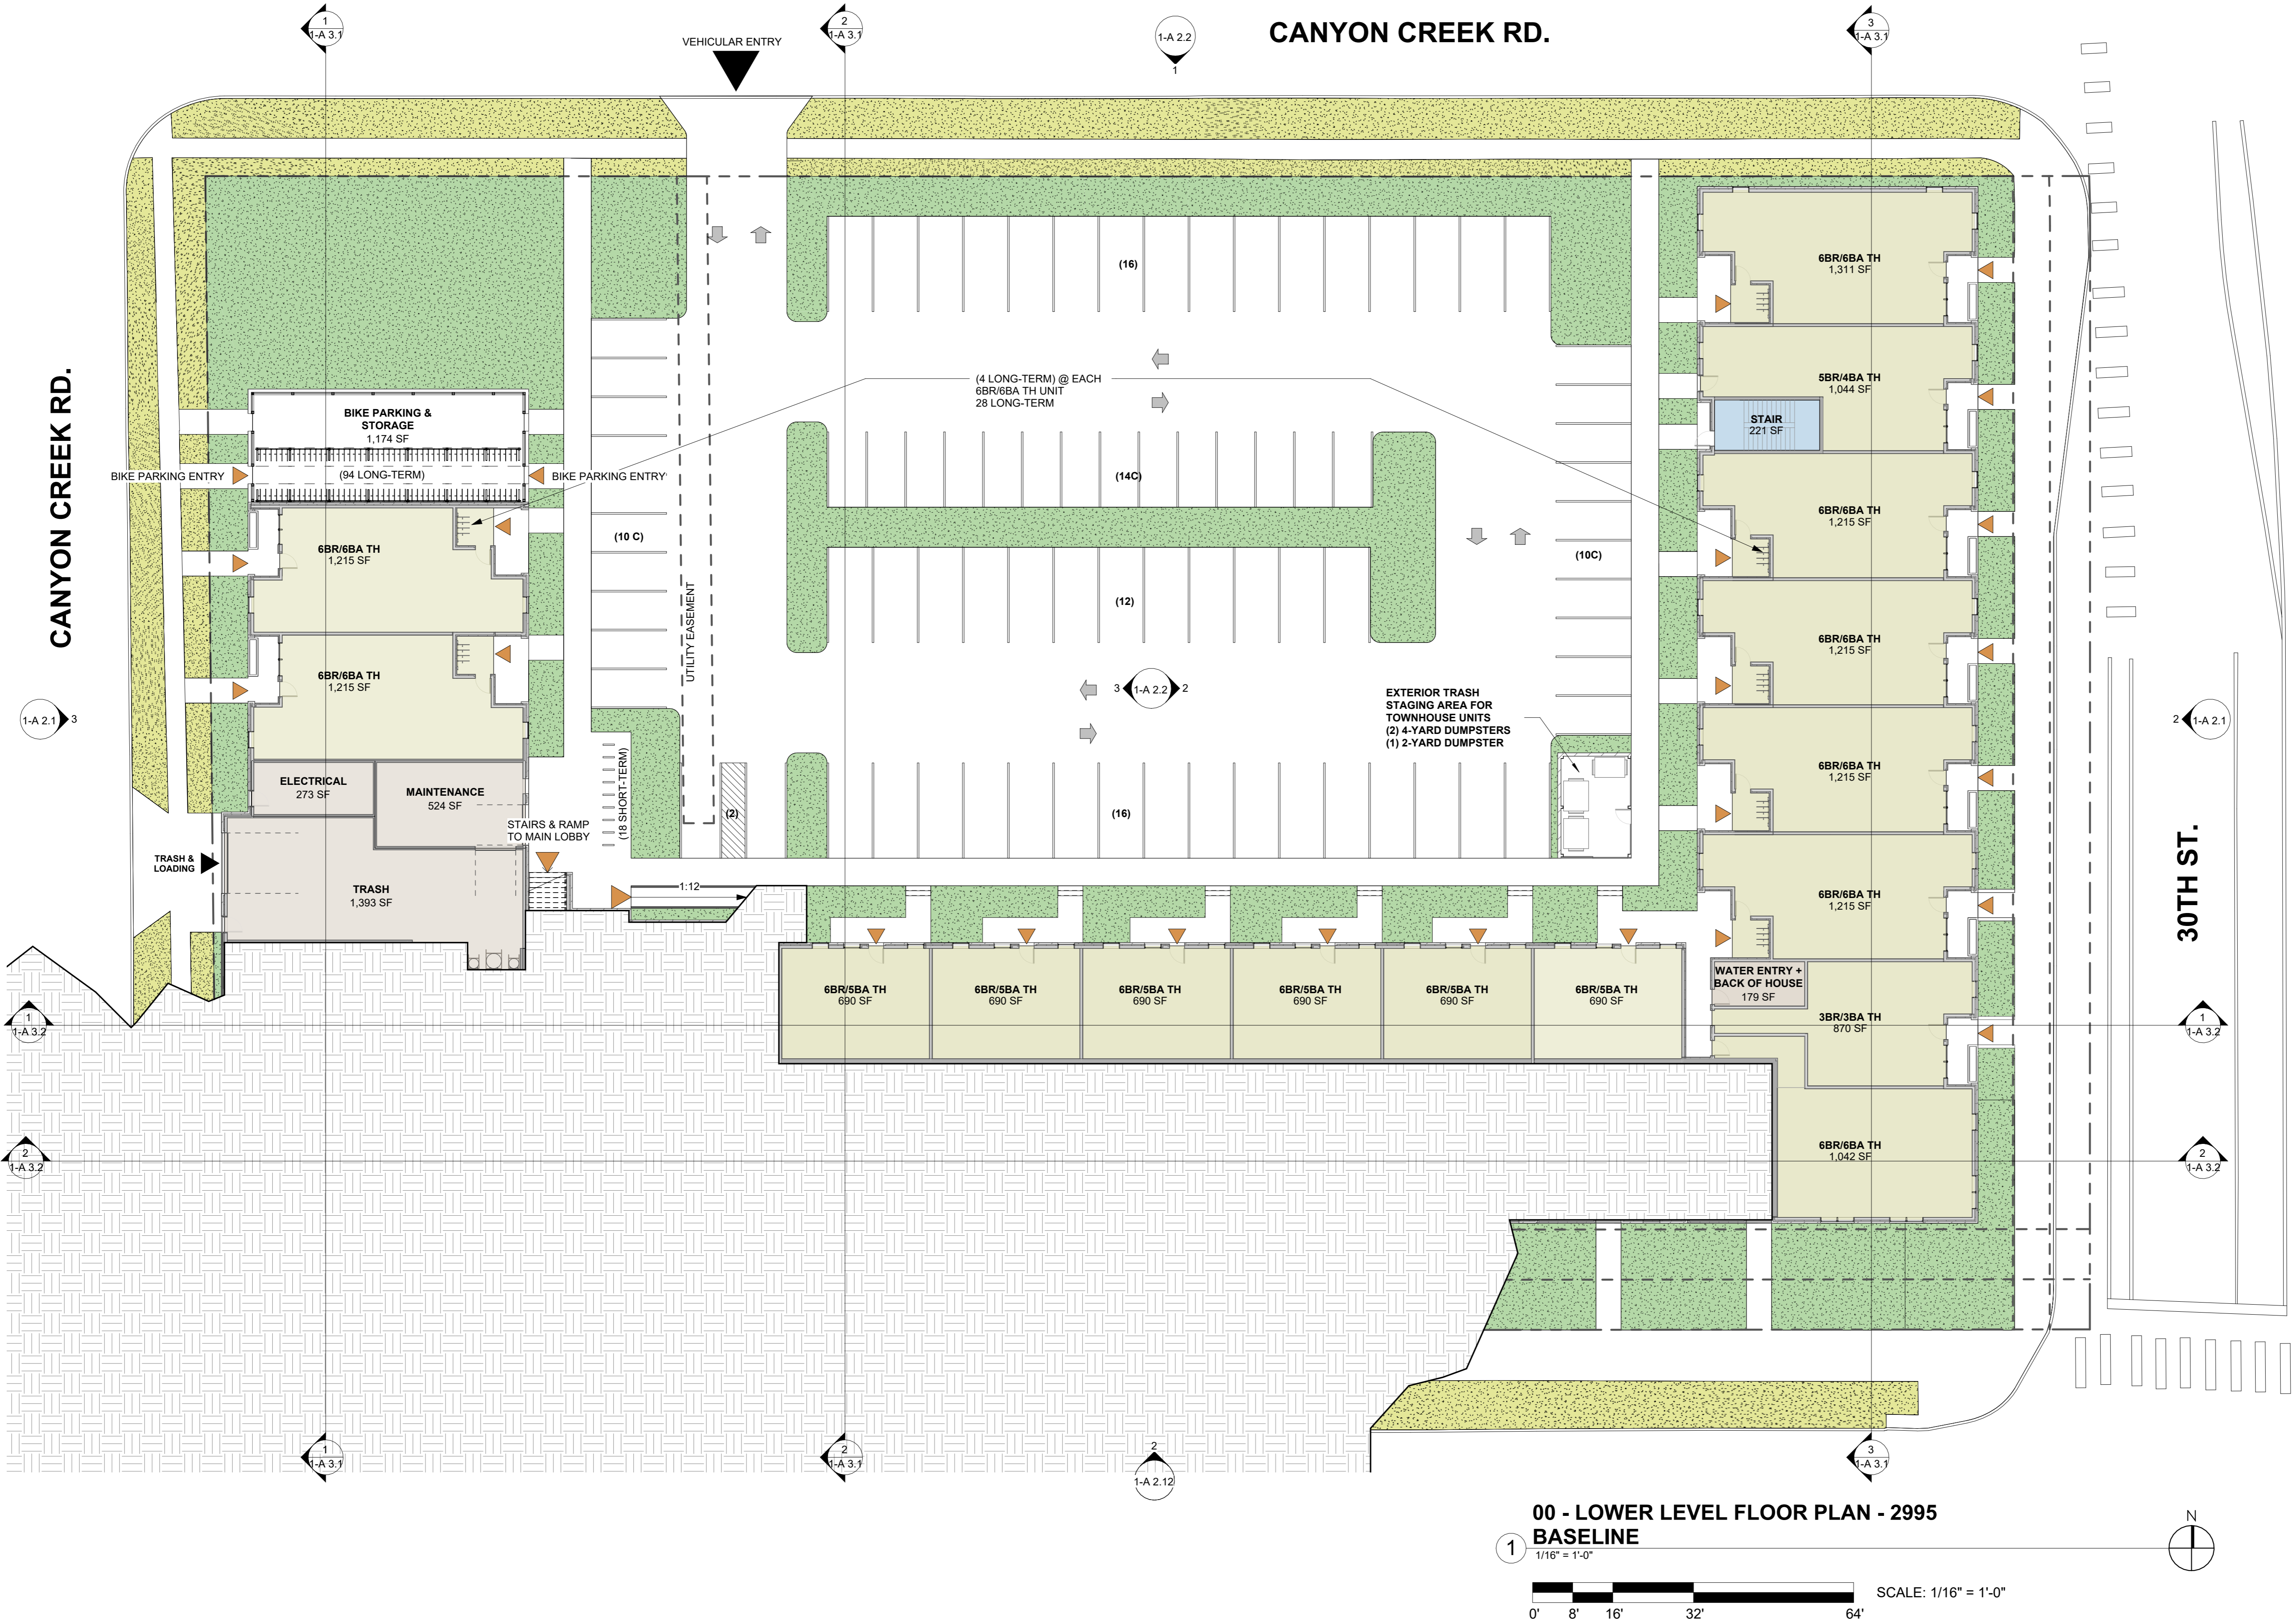 1
1-A 3.1
VEHICULAR ENTRY
2
1-A 3.1
1-A 2.2
1
CANYON CREEK RD.
3
1-A 3.1
(16)
6BR/6BA TH
1,311 SF
(4 LONG-TERM) @ EACH
6BR/6BA TH UNIT
28 LONG-TERM
5BR/4BA TH
1,044 SF
STAIR
221 SF
CANYON CREEK RD.
BIKE PARKING &
STORAGE
1,174 SF
(94 LONG-TERM)
BIKE PARKING ENTRY
BIKE PARKING ENTRY
(14C)
6BR/6BA TH
1,215 SF
6BR/6BA TH
1,215 SF
(10 C)
(10C)
UTILITY EASEMENT
(12)
6BR/6BA TH
1,215 SF
6BR/6BA TH
1,215 SF
3
1-A 2.2
2
EXTERIOR TRASH
STAGING AREA FOR
TOWNHOUSE UNITS
(2) 4-YARD DUMPSTERS
(1) 2-YARD DUMPSTER
1-A 2.1
3
2
1-A 2.1
6BR/6BA TH
1,215 SF
ELECTRICAL
273 SF
MAINTENANCE
524 SF
(18 SHORT-TERM)
(2)
(16)
STAIRS & RAMP
TO MAIN LOBBY
TRASH &
LOADING
TRASH
1,393 SF
1:12
6BR/6BA TH
1,215 SF
30TH ST.
6BR/5BA TH
690 SF
6BR/5BA TH
690 SF
6BR/5BA TH
690 SF
6BR/5BA TH
690 SF
6BR/5BA TH
690 SF
6BR/5BA TH
690 SF
WATER ENTRY +
BACK OF HOUSE
179 SF
3BR/3BA TH
870 SF
1
1-A 3.2
1
1-A 3.2
6BR/6BA TH
1,042 SF
2
1-A 3.2
2
1-A 3.2
1
1-A 3.1
2
1-A 3.1
2
1-A 2.12
3
1-A 3.1
00 - LOWER LEVEL FLOOR PLAN - 2995
BASELINE
1
1/16" = 1'-0"
N
SCALE: 1/16" = 1'-0"
0' 8' 16' 32' 64'